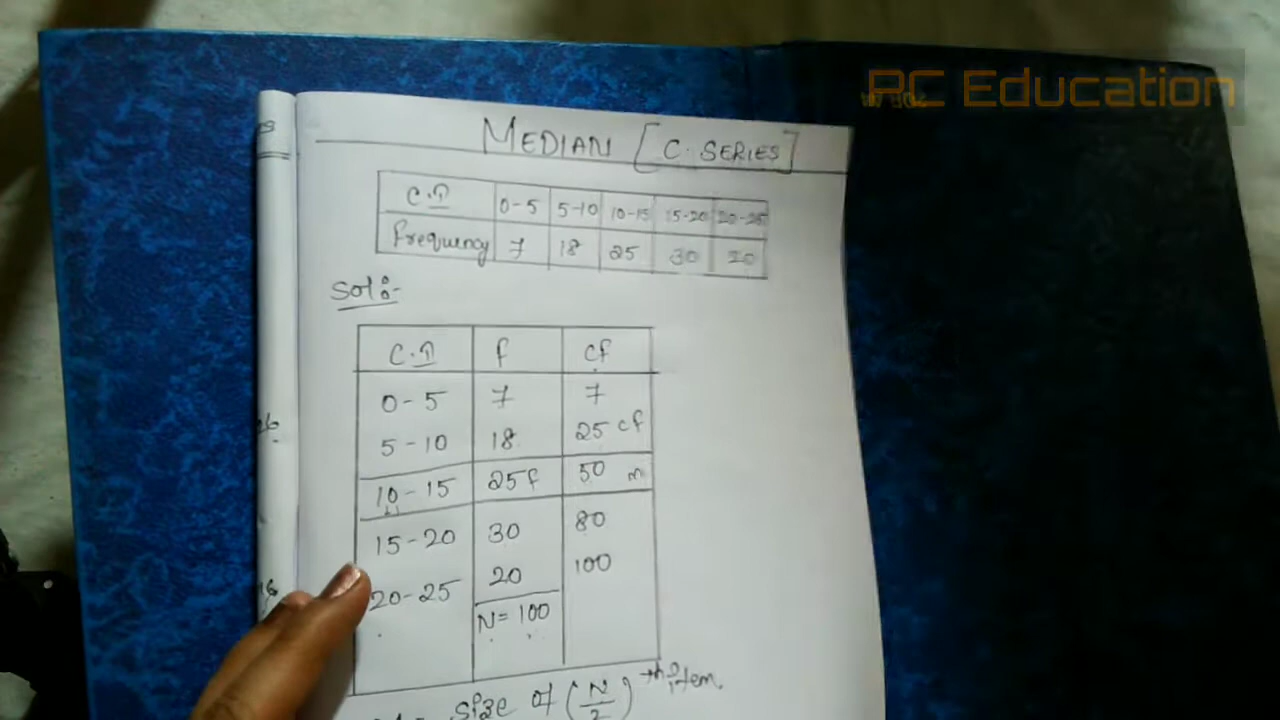 PC Education
MEDIAN [C. SERIES]
C.I 0-5 5-10 10-15 15-20 20-25
Frequency 7 18 25 30 20
Sol:-
C.I f cf
0-5 7 7
5-10 18 25 cf
10-15 25 f 50 m
15-20 30 80
20-25 20 100
N = 100
size of (N/2) th item